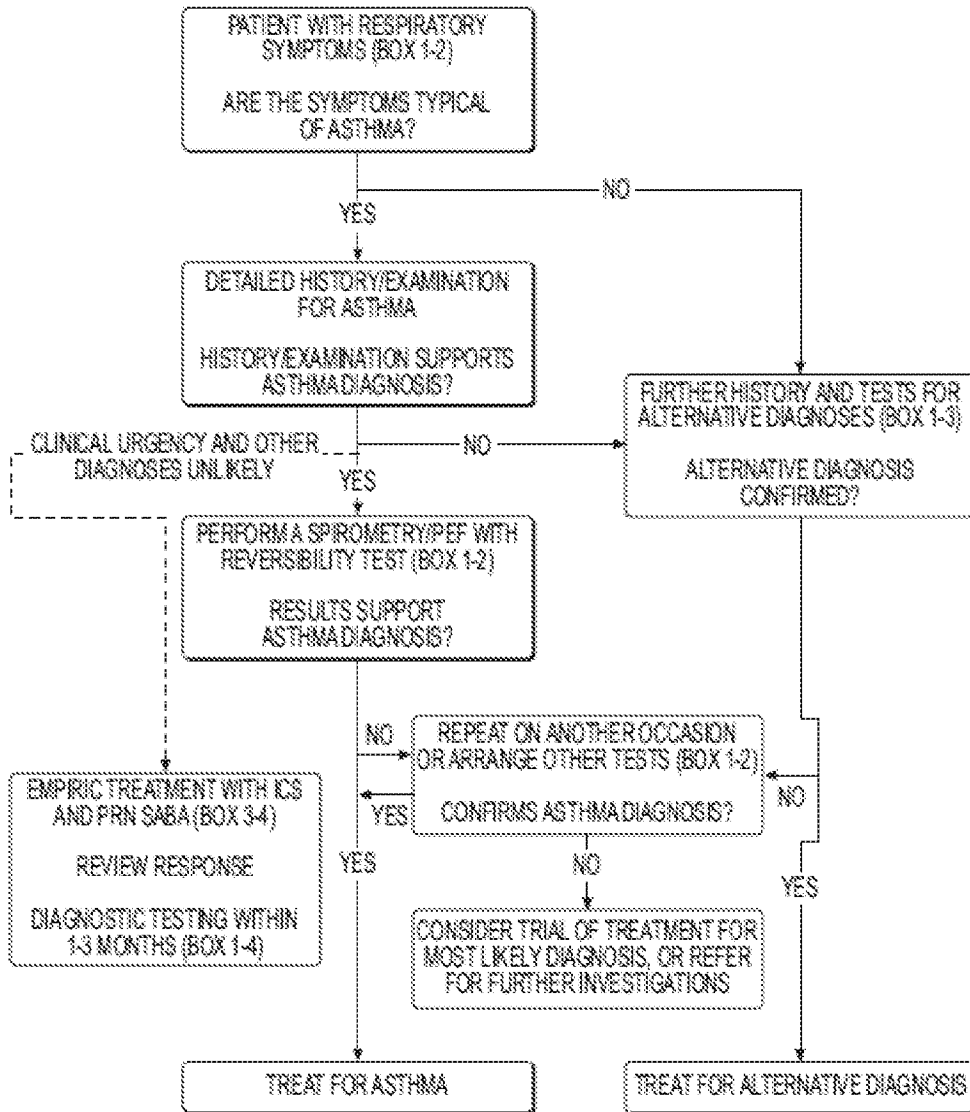 PATIENT WITH RESPIRATORY
SYMPTOMS (BOX 1-2)
ARE THE SYMPTOMS TYPICAL
OF ASTHMA?
NO
YES
DETAILED HISTORY/EXAMINATION
FOR ASTHMA
HISTORY/EXAMINATION SUPPORTS
ASTHMA DIAGNOSIS?
FURTHER HISTORY AND TESTS FOR
ALTERNATIVE DIAGNOSES (BOX 1-3)
ALTERNATIVE DIAGNOSIS
CONFIRMED?
CLINICAL URGENCY AND OTHER
DIAGNOSES UNLIKELY
NO
YES
PERFORM A SPIROMETRY/PEF WITH
REVERSIBILITY TEST (BOX 1-2)
RESULTS SUPPORT
ASTHMA DIAGNOSIS?
NO
REPEAT ON ANOTHER OCCASION
OR ARRANGE OTHER TESTS (BOX 1-2)
CONFIRMS ASTHMA DIAGNOSIS?
YES
NO
EMPIRIC TREATMENT WITH ICS
AND PRN SABA (BOX 3-4)
REVIEW RESPONSE
DIAGNOSTIC TESTING WITHIN
1-3 MONTHS (BOX 1-4)
YES
NO
YES
CONSIDER TRIAL OF TREATMENT FOR
MOST LIKELY DIAGNOSIS, OR REFER
FOR FURTHER INVESTIGATIONS
TREAT FOR ASTHMA
TREAT FOR ALTERNATIVE DIAGNOSIS